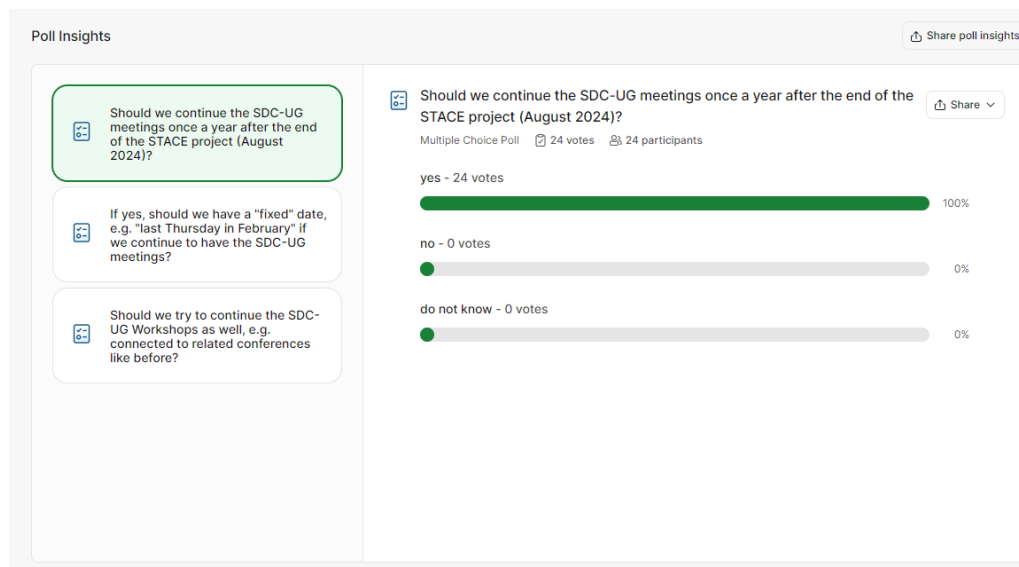 Poll Insights
Share poll insights
Should we continue the SDC-UG
meetings once a year after the end
of the STACE project (August
2024)?
If yes, should we have a "fixed" date,
e.g. "last Thursday in February" if
we continue to have the SDC-UG
meetings?
Should we try to continue the SDC-
UG Workshops as well, e.g.
connected to related conferences
like before?
Should we continue the SDC-UG meetings once a year after the end of the
STACE project (August 2024)?
Share
Multiple Choice Poll 24 votes 24 participants
yes - 24 votes
100%
no - 0 votes
0%
do not know - 0 votes
0%